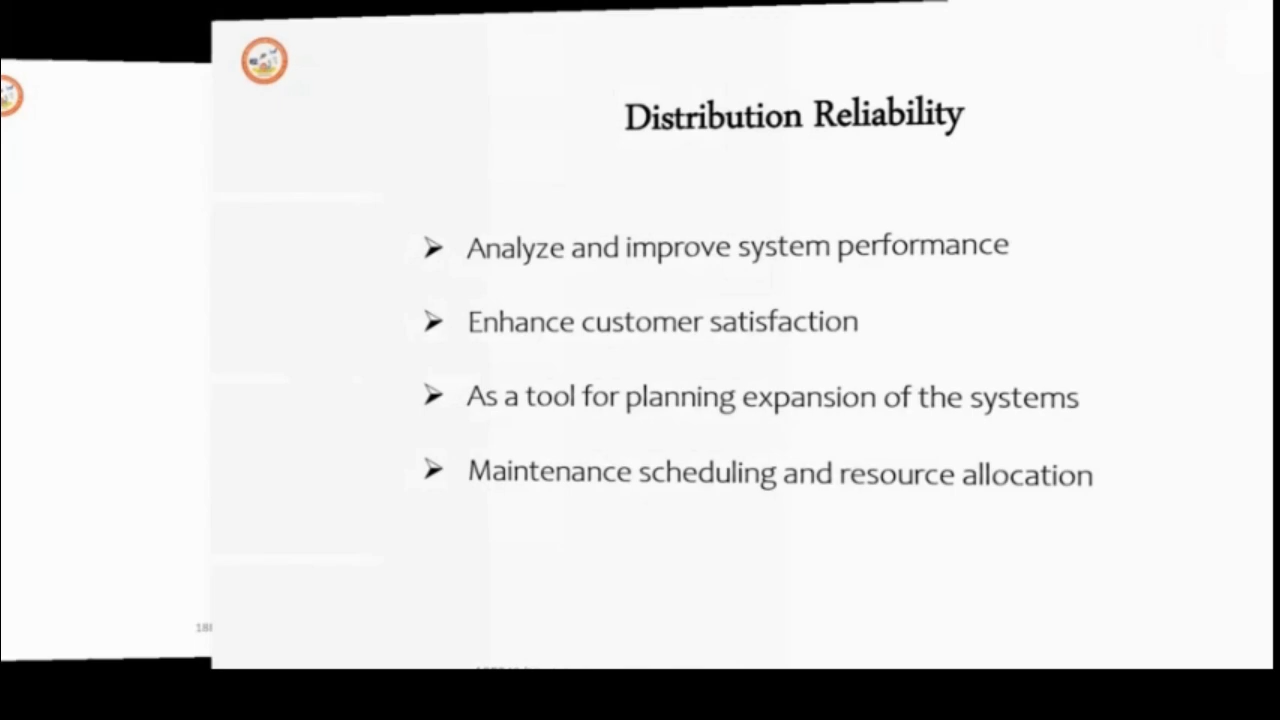 Distribution Reliability
Analyze and improve system performance
Enhance customer satisfaction
As a tool for planning expansion of the systems
Maintenance scheduling and resource allocation